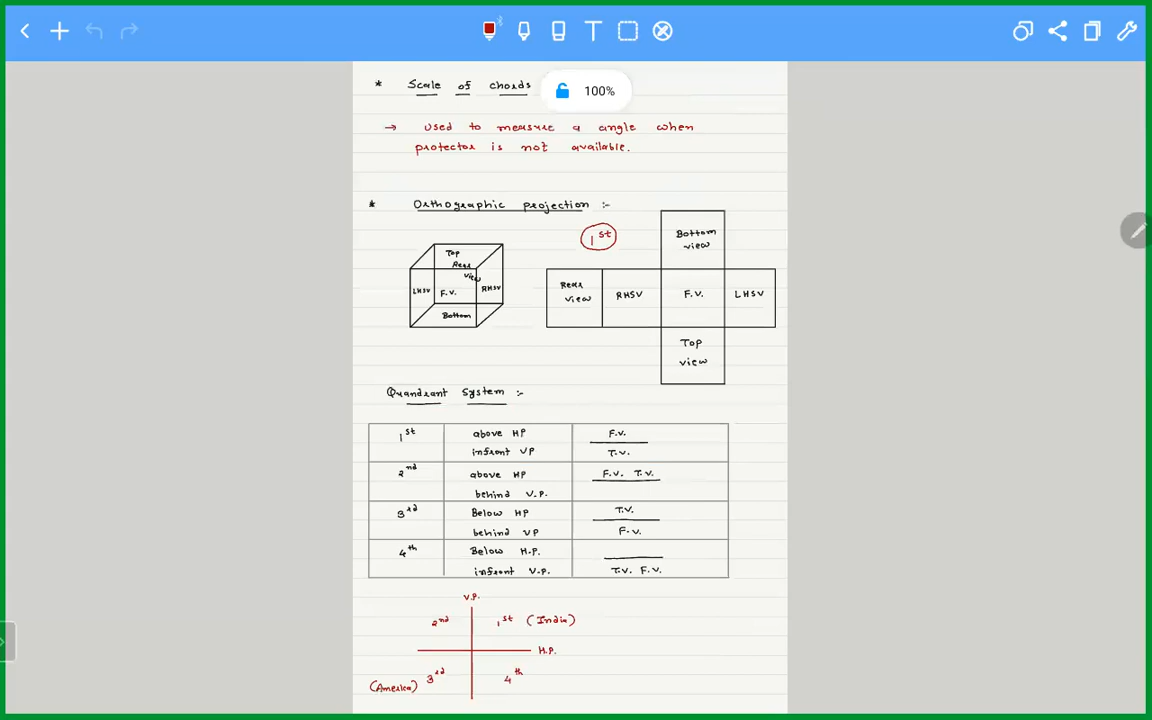 T
100%
* Scale of chords
→ used to measure a angle when
protector is not available.
* Orthographic projection :-
1st
Top
Rear
view
LHSV
F.V.
RHSV
Bottom
Bottom
view
Rear
view
RHSV
F.V.
LHSV
Top
view
Quandrant System :-
1st above HP F.V.
infront VP T.V.
2nd above HP F.V. T.V.
behind V.P.
3rd Below HP T.V.
behind VP F.V.
4th Below H.P.
infront V.P. T.V. F.V.
V.P.
2nd 1st (India)
H.P.
(America) 3rd 4th